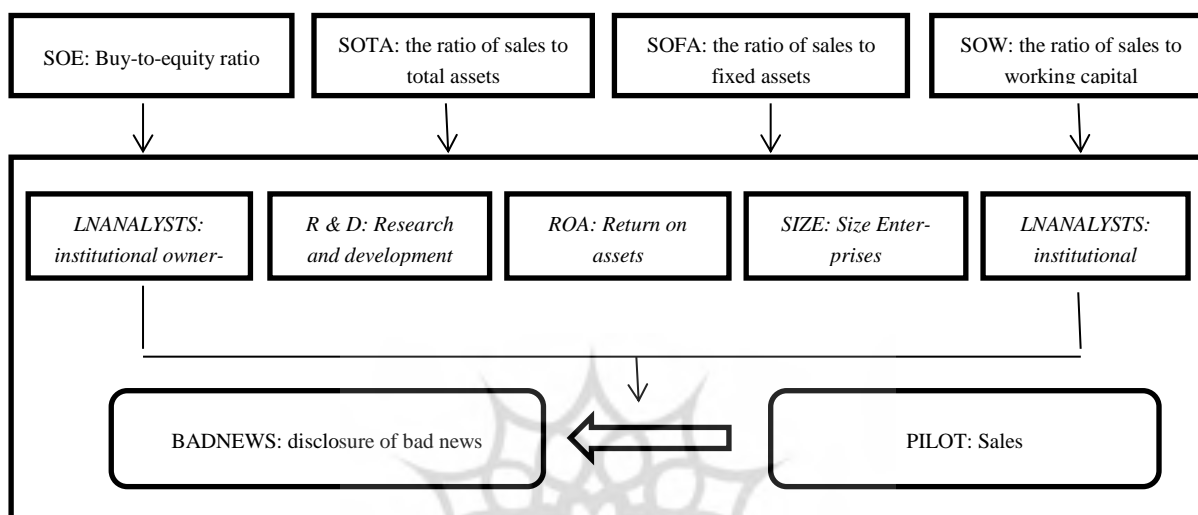 SOE: Buy-to-equity ratio
SOTA: the ratio of sales to
total assets
SOFA: the ratio of sales to
fixed assets
SOW: the ratio of sales to
working capital
LNANALYSTS:
institutional owner-
R & D: Research
and development
ROA: Return on
assets
SIZE: Size Enter-
prises
LNANALYSTS:
institutional
BADNEWS: disclosure of bad news
PILOT: Sales